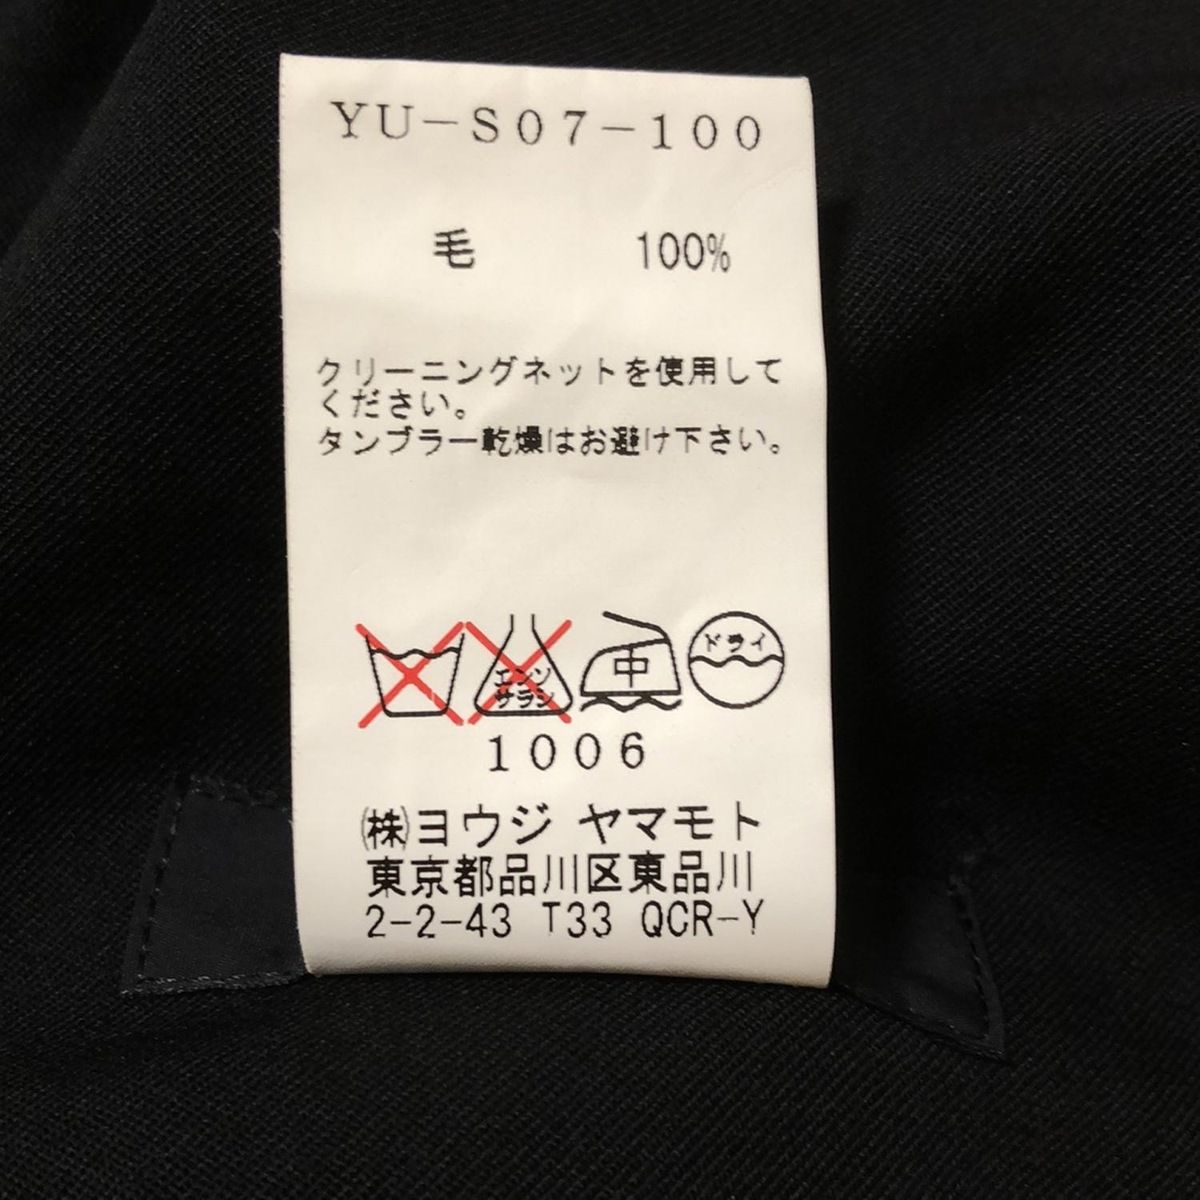 YU-S07-100
毛 100%
クリーニングネットを使用して
ください。
タンブラー乾燥はお避け下さい。
エンソ
サラシ
中
ドライ
1006
㈱ヨウジ ヤマモト
東京都品川区東品川
2-2-43 T33 QCR-Y